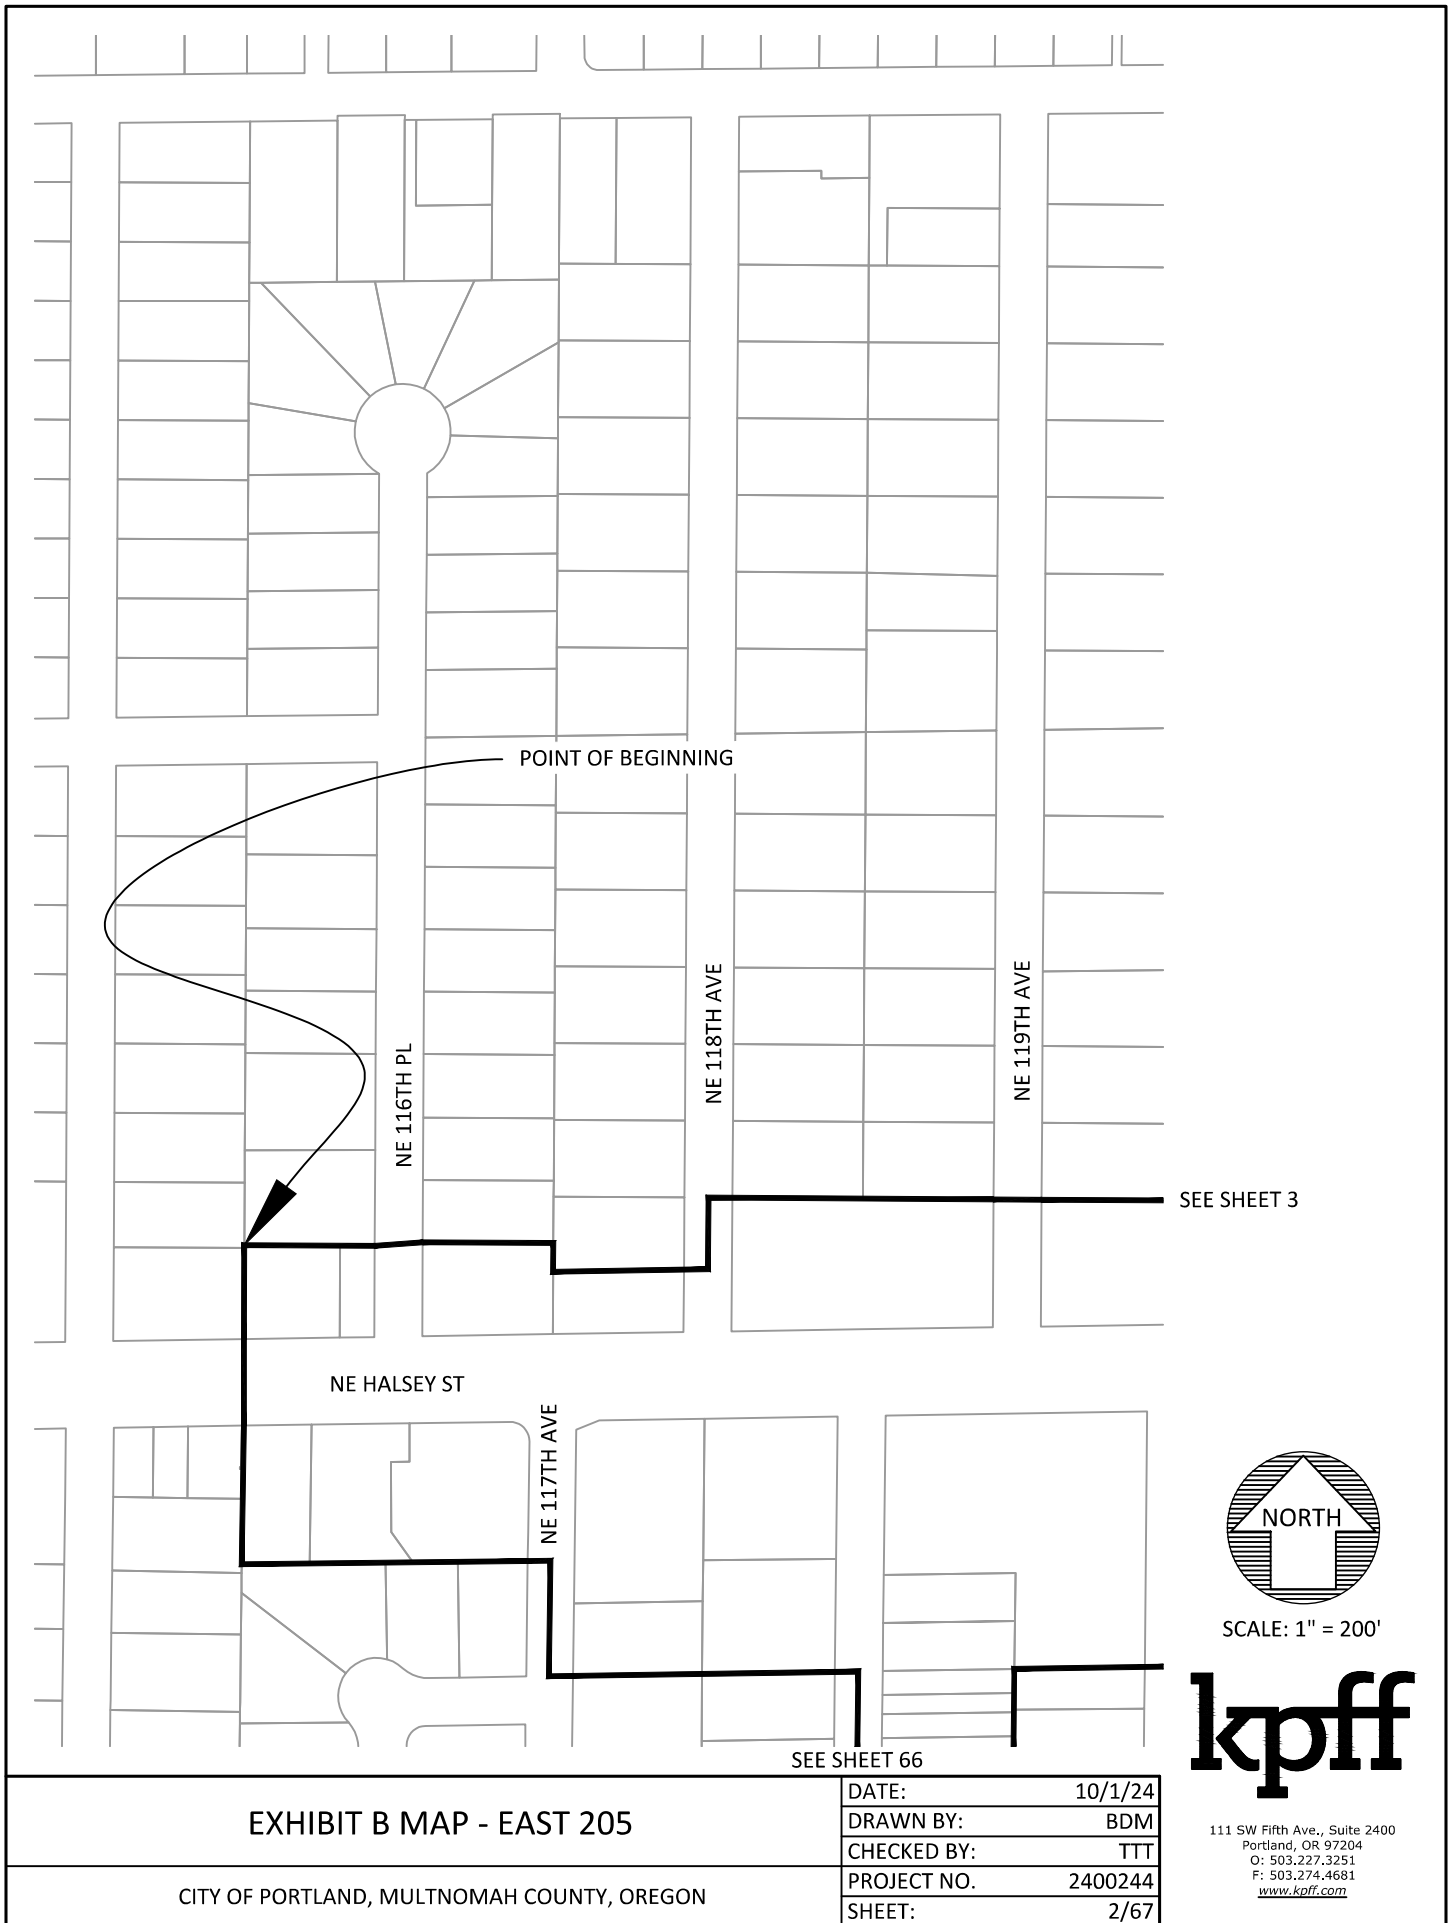 POINT OF BEGINNING
NE 116TH PL
NE 118TH AVE
NE 119TH AVE
SEE SHEET 3
NE HALSEY ST
NE 117TH AVE
NORTH
SCALE: 1" = 200'
kpff
SEE SHEET 66
EXHIBIT B MAP - EAST 205
CITY OF PORTLAND, MULTNOMAH COUNTY, OREGON
DATE: 10/1/24
DRAWN BY: BDM
CHECKED BY: TTT
PROJECT NO. 2400244
SHEET: 2/67
111 SW Fifth Ave., Suite 2400
Portland, OR 97204
O: 503.227.3251
F: 503.274.4681
www.kpff.com